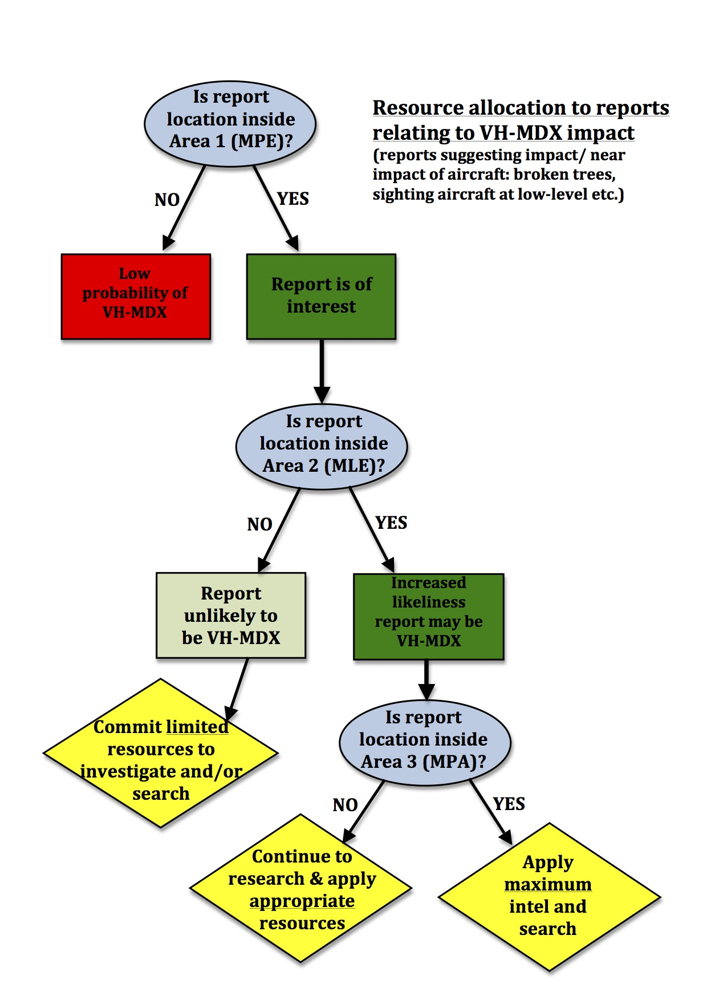 Is report
location inside
Area 1 (MPE)?
Resource allocation to reports
relating to VH-MDX impact
(reports suggesting impact/ near
impact of aircraft: broken trees,
sighting aircraft at low-level etc.)
NO
YES
Low
probability of
VH-MDX
Report is of
interest
Is report
location inside
Area 2 (MLE)?
NO
YES
Report
unlikely to
be VH-MDX
Increased
likeliness
report may be
VH-MDX
Commit limited
resources to
investigate and/or
search
Is report
location inside
Area 3 (MPA)?
NO
YES
Continue to
research & apply
appropriate
resources
Apply
maximum
intel and
search